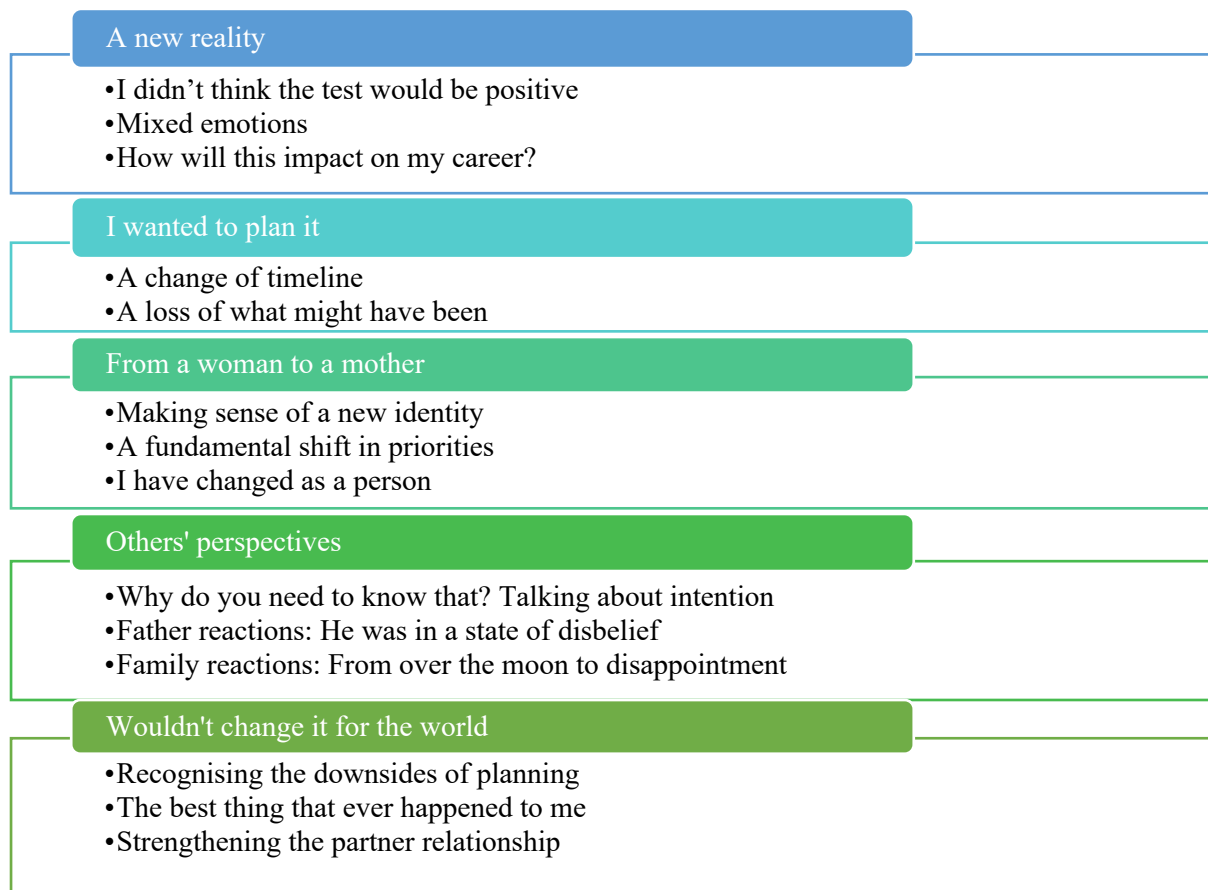 A new reality
•I didn’t think the test would be positive
•Mixed emotions
•How will this impact on my career?
I wanted to plan it
•A change of timeline
•A loss of what might have been
From a woman to a mother
•Making sense of a new identity
•A fundamental shift in priorities
•I have changed as a person
Others' perspectives
•Why do you need to know that? Talking about intention
•Father reactions: He was in a state of disbelief
•Family reactions: From over the moon to disappointment
Wouldn't change it for the world
•Recognising the downsides of planning
•The best thing that ever happened to me
•Strengthening the partner relationship